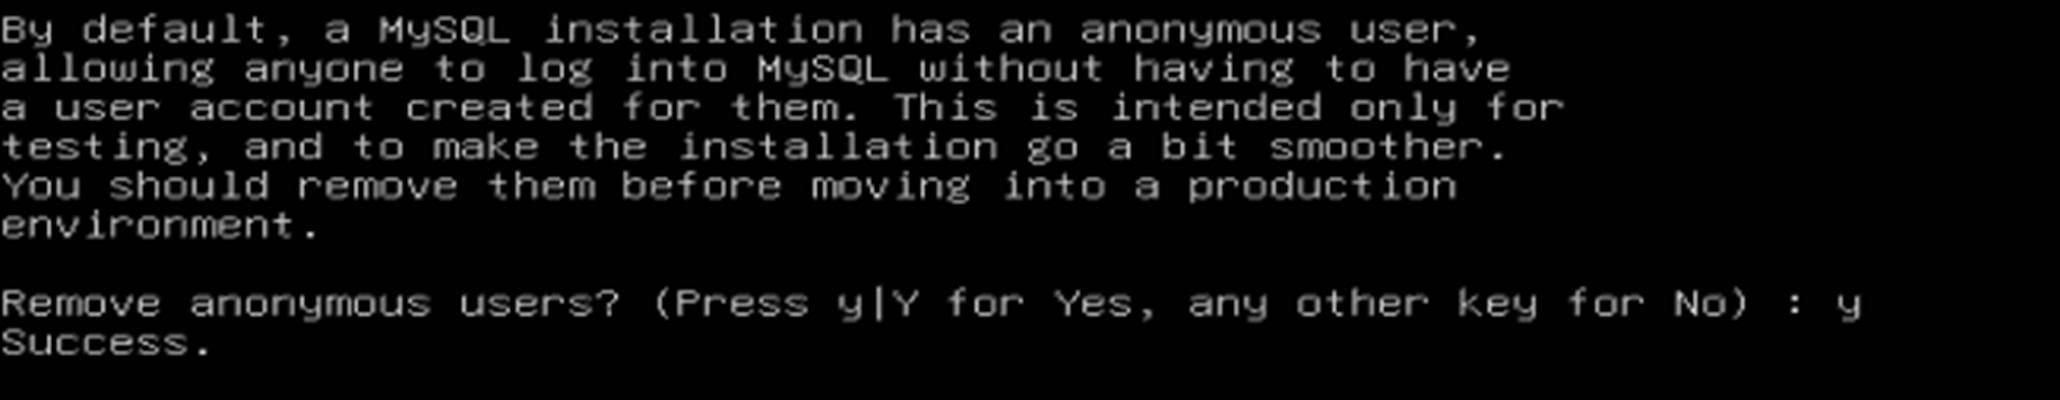 By default, a MySQL installation has an anonymous user,
allowing anyone to log into MySQL without having to have
a user account created for them. This is intended only for
testing, and to make the installation go a bit smoother.
You should remove them before moving into a production
environment.
Remove anonymous users? (Press y|Y for Yes, any other key for No) : y
Success.